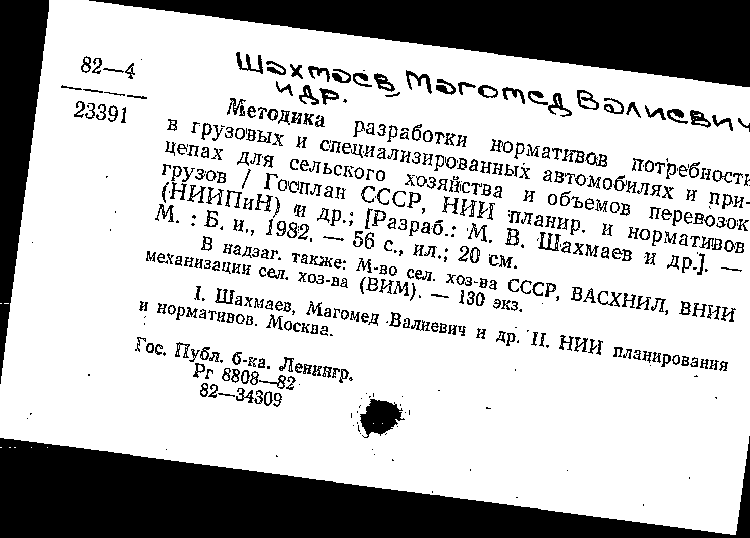 82—4
23391
Шахмаев Магомед Валиевич
и др.
Методика разработки нормативов потребности
в грузовых и специализированных автомобилях и при-
цепах для сельского хозяйства и объемов перевозок
грузов / Госплан СССР, НИИ планир. и нормативов
(НИИПиН) и др.; [Разраб.: М. В. Шахмаев и др.]. —
М. : Б. и., 1982. — 56 с., ил.; 20 см.
В надзаг. также: М-во сел. хоз-ва СССР, ВАСХНИЛ, ВНИИ
механизации сел. хоз-ва (ВИМ). — 130 экз.
I. Шахмаев, Магомед Валиевич и др. II. НИИ планирования
и нормативов. Москва.
Гос. Публ. б-ка. Ленингр.
Рг 8808—82
82—34309